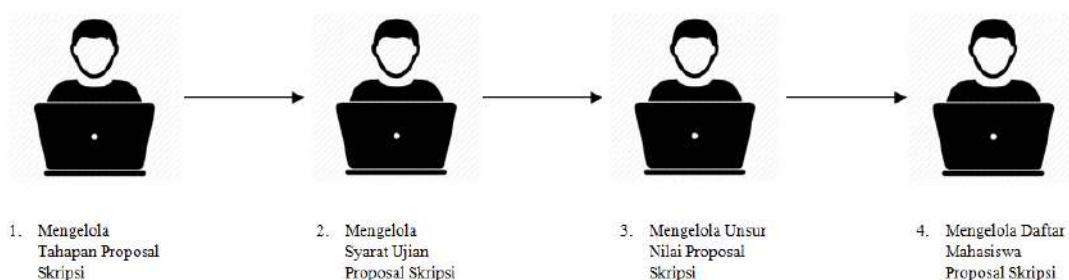 1. Mengelola
Tahapan Proposal
Skripsi
2. Mengelola
Syarat Ujian
Proposal Skripsi
3. Mengelola Unsur
Nilai Proposal
Skripsi
4. Mengelola Daftar
Mahasiswa
Proposal Skripsi